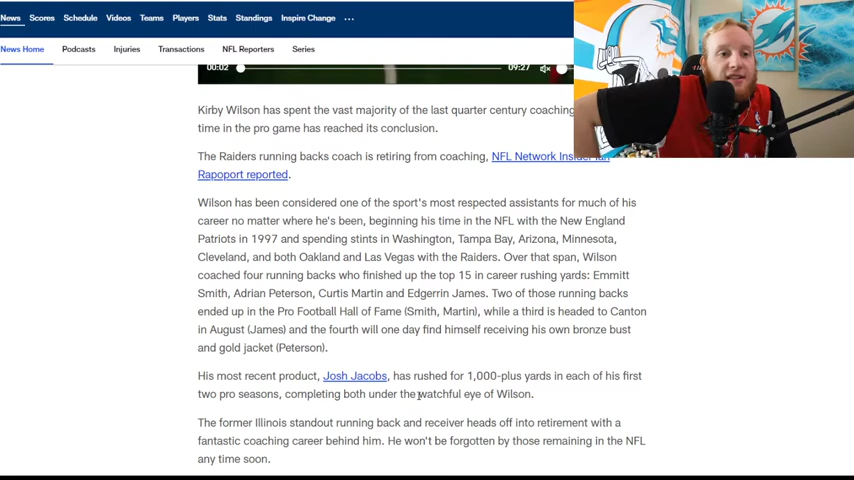 News Scores Schedule Videos Teams Players Stats Standings Inspire Change ...
News Home Podcasts Injuries Transactions NFL Reporters Series
00:02 09:27
Kirby Wilson has spent the vast majority of the last quarter century coaching
time in the pro game has reached its conclusion.
The Raiders running backs coach is retiring from coaching, NFL Network Insider Ian
Rapoport reported.
Wilson has been considered one of the sport's most respected assistants for much of his
career no matter where he's been, beginning his time in the NFL with the New England
Patriots in 1997 and spending stints in Washington, Tampa Bay, Arizona, Minnesota,
Cleveland, and both Oakland and Las Vegas with the Raiders. Over that span, Wilson
coached four running backs who finished up the top 15 in career rushing yards: Emmitt
Smith, Adrian Peterson, Curtis Martin and Edgerrin James. Two of those running backs
ended up in the Pro Football Hall of Fame (Smith, Martin), while a third is headed to Canton
in August (James) and the fourth will one day find himself receiving his own bronze bust
and gold jacket (Peterson).
His most recent product, Josh Jacobs, has rushed for 1,000-plus yards in each of his first
two pro seasons, completing both under the watchful eye of Wilson.
The former Illinois standout running back and receiver heads off into retirement with a
fantastic coaching career behind him. He won't be forgotten by those remaining in the NFL
any time soon.